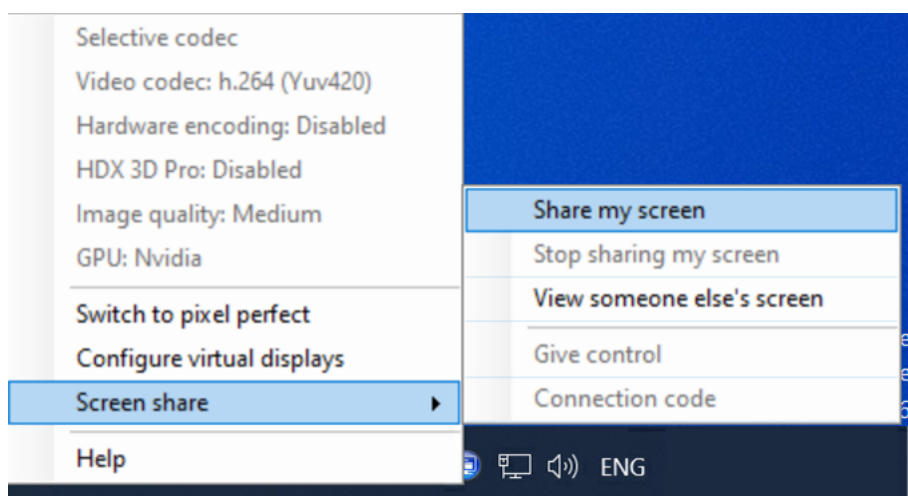 Selective codec
Video codec: h.264 (Yuv420)
Hardware encoding: Disabled
HDX 3D Pro: Disabled
Image quality: Medium
GPU: Nvidia
Switch to pixel perfect
Configure virtual displays
Screen share
Help
Share my screen
Stop sharing my screen
View someone else's screen
Give control
Connection code
ENG